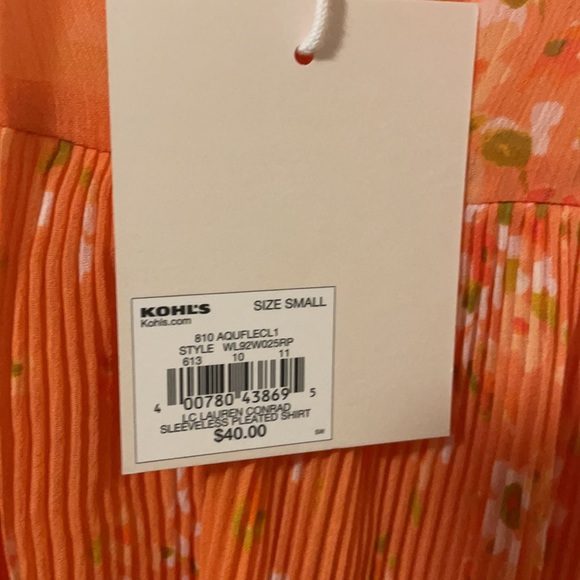 KOHL'S SIZE SMALL
Kohls.com
810 AQUFLECL1
STYLE WL92W025RP
613 10 11
4 00780 43869 5
LC LAUREN CONRAD
SLEEVELESS PLEATED SHIRT
$40.00